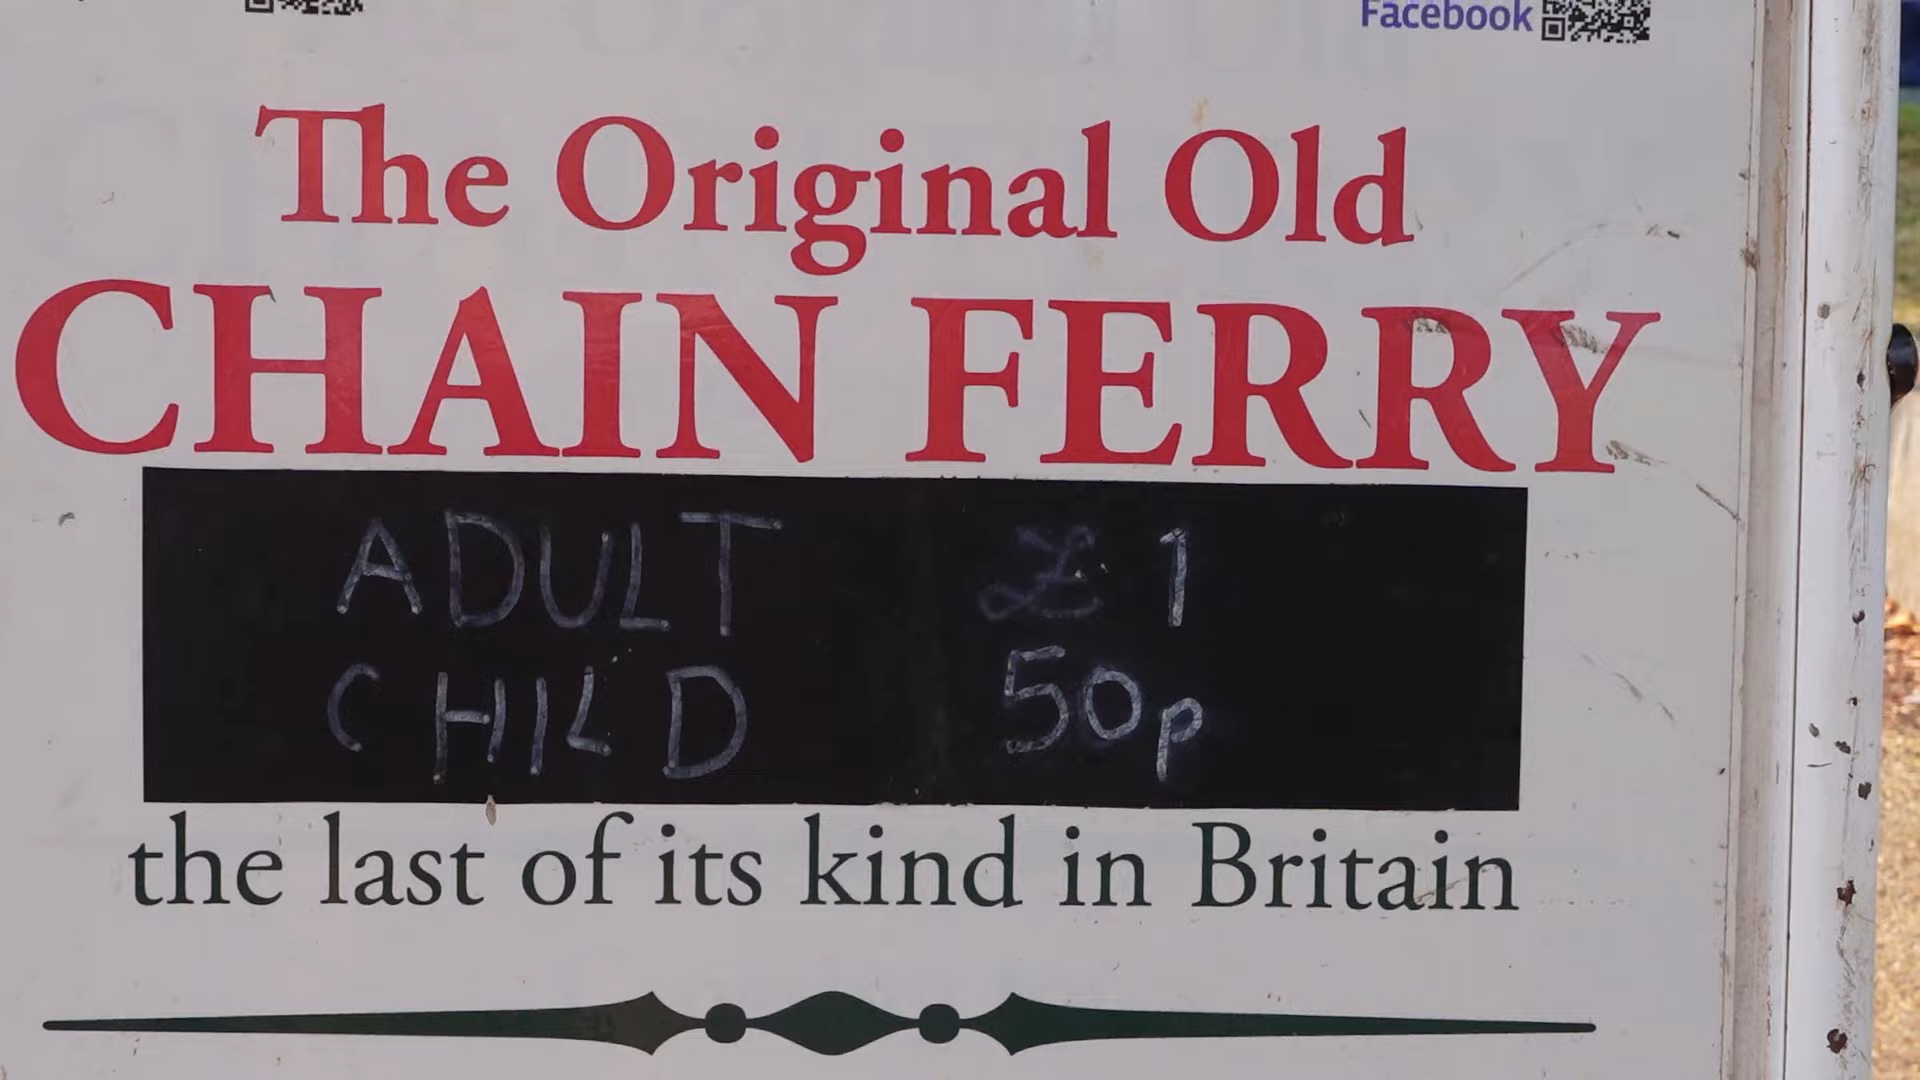 Facebook
The Original Old
CHAIN FERRY
ADULT £1
CHILD 50p
the last of its kind in Britain